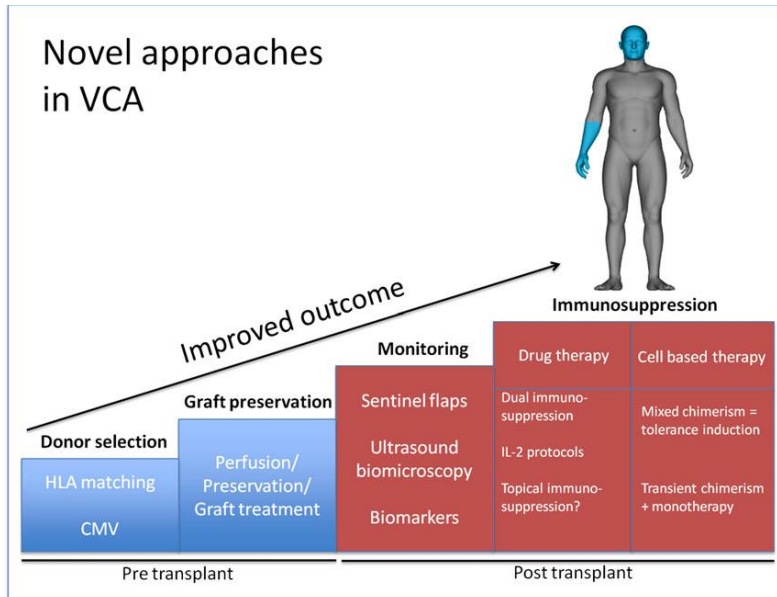 Novel approaches
in VCA
Improved outcome
Donor selection
HLA matching
CMV
Graft preservation
Perfusion/
Preservation/
Graft treatment
Monitoring
Sentinel flaps
Ultrasound
biomicroscopy
Biomarkers
Immunosuppression
Drug therapy
Dual immuno-
suppression
IL-2 protocols
Topical immuno-
suppression?
Cell based therapy
Mixed chimerism =
tolerance induction
Transient chimerism
+ monotherapy
Pre transplant
Post transplant